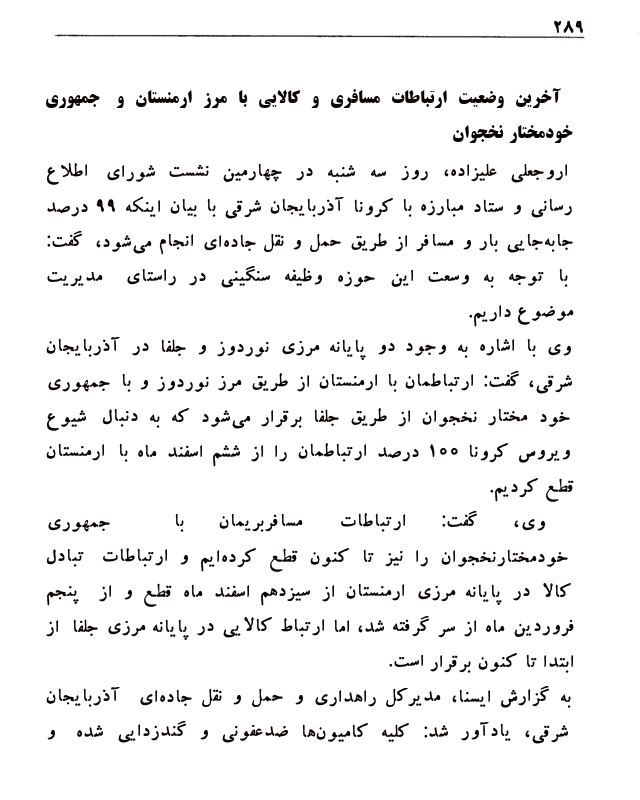 ۲۸۹
آخرین وضعیت ارتباطات مسافری و کالایی با مرز ارمنستان و جمهوری
خودمختار نخجوان
اروجعلی علیزاده، روز سه شنبه در چهارمین نشست شورای اطلاع
رسانی و ستاد مبارزه با کرونا آذربایجان شرقی با بیان اینکه ۹۹ درصد
جابه‌جایی بار و مسافر از طریق حمل و نقل جاده‌ای انجام می‌شود، گفت:
با توجه به وسعت این حوزه وظیفه سنگینی در راستای مدیریت
موضوع داریم.
وی با اشاره به وجود دو پایانه مرزی نوردوز و جلفا در آذربایجان
شرقی، گفت: ارتباطمان با ارمنستان از طریق مرز نوردوز و با جمهوری
خود مختار نخجوان از طریق جلفا برقرار می‌شود که به دنبال شیوع
ویروس کرونا ۱۰۰ درصد ارتباطمان را از ششم اسفند ماه با ارمنستان
قطع کردیم.
وی، گفت: ارتباطات مسافربریمان با جمهوری
خودمختارنخجوان را نیز تا کنون قطع کرده‌ایم و ارتباطات تبادل
کالا در پایانه مرزی ارمنستان از سیزدهم اسفند ماه قطع و از پنجم
فروردین ماه از سر گرفته شد، اما ارتباط کالایی در پایانه مرزی جلفا از
ابتدا تا کنون برقرار است.
به گزارش ایسنا، مدیرکل راهداری و حمل و نقل جاده‌ای آذربایجان
شرقی، یادآور شد: کلیه کامیون‌ها ضدعفونی و گندزدایی شده و